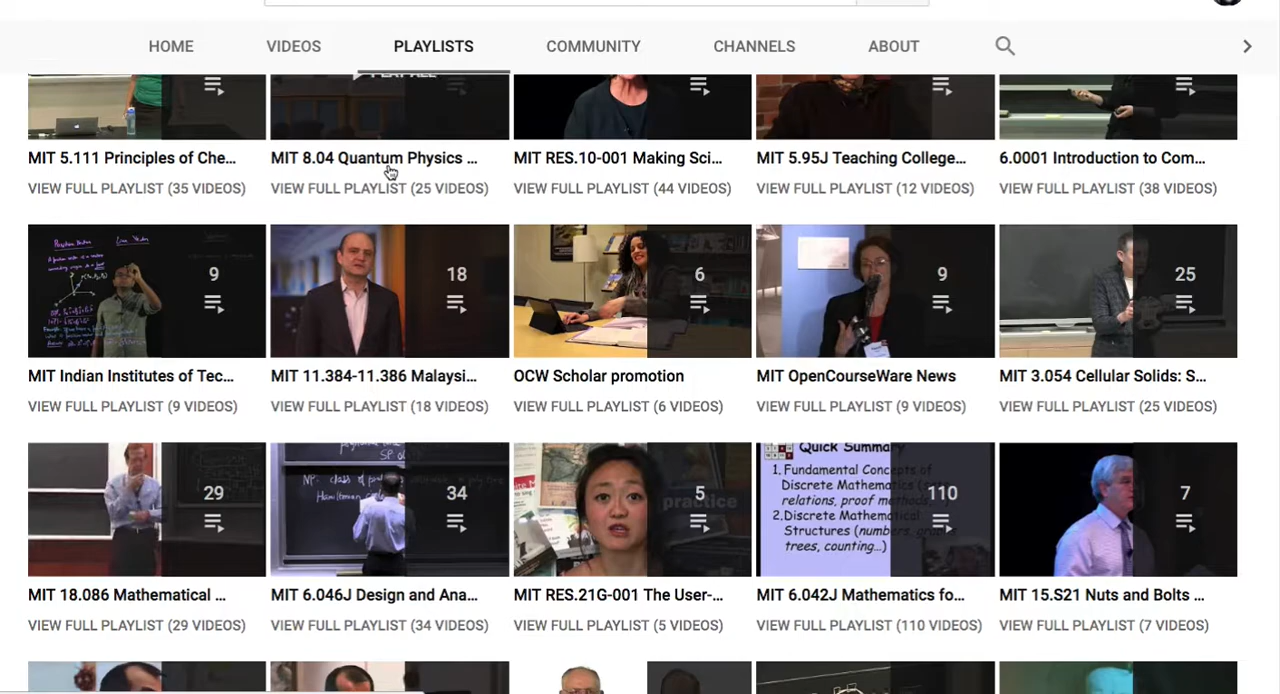 HOME VIDEOS PLAYLISTS COMMUNITY CHANNELS ABOUT
MIT 5.111 Principles of Che...
VIEW FULL PLAYLIST (35 VIDEOS)
MIT 8.04 Quantum Physics ...
VIEW FULL PLAYLIST (25 VIDEOS)
MIT RES.10-001 Making Sci...
VIEW FULL PLAYLIST (44 VIDEOS)
MIT 5.95J Teaching College...
VIEW FULL PLAYLIST (12 VIDEOS)
6.0001 Introduction to Com...
VIEW FULL PLAYLIST (38 VIDEOS)
9
MIT Indian Institutes of Tec...
VIEW FULL PLAYLIST (9 VIDEOS)
18
MIT 11.384-11.386 Malaysi...
VIEW FULL PLAYLIST (18 VIDEOS)
6
OCW Scholar promotion
VIEW FULL PLAYLIST (6 VIDEOS)
9
MIT OpenCourseWare News
VIEW FULL PLAYLIST (9 VIDEOS)
25
MIT 3.054 Cellular Solids: S...
VIEW FULL PLAYLIST (25 VIDEOS)
29
MIT 18.086 Mathematical ...
VIEW FULL PLAYLIST (29 VIDEOS)
34
MIT 6.046J Design and Ana...
VIEW FULL PLAYLIST (34 VIDEOS)
practice
5
MIT RES.21G-001 The User-...
VIEW FULL PLAYLIST (5 VIDEOS)
Quick Summary
1. Fundamental Concepts of
Discrete Mathematics (sets,
relations, proof methods,
2. Discrete Mathematical
Structures (numbers, graphs,
trees, counting...)
110
MIT 6.042J Mathematics fo...
VIEW FULL PLAYLIST (110 VIDEOS)
7
MIT 15.S21 Nuts and Bolts ...
VIEW FULL PLAYLIST (7 VIDEOS)